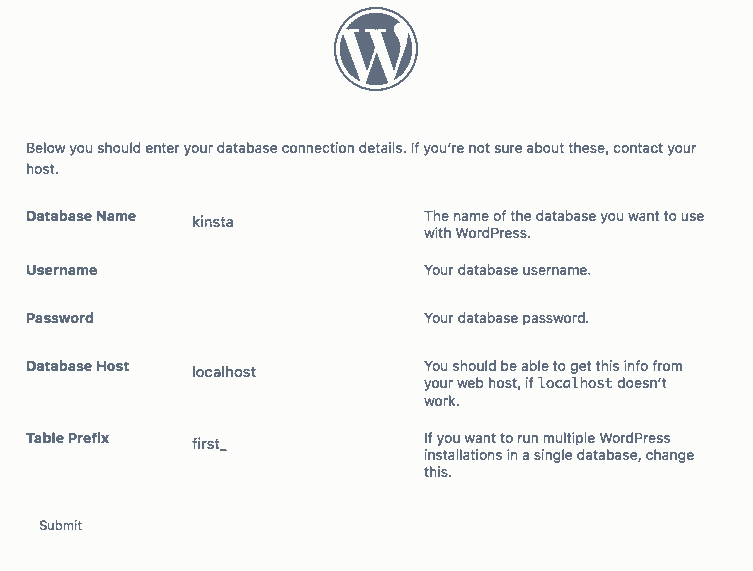 Below you should enter your database connection details. If you're not sure about these, contact your
host.
Database Name
kinsta
The name of the database you want to use
with WordPress.
Username
Your database username.
Password
Your database password.
Database Host
localhost
You should be able to get this info from
your web host, if localhost doesn't
work.
Table Prefix
first_
If you want to run multiple WordPress
installations in a single database, change
this.
Submit